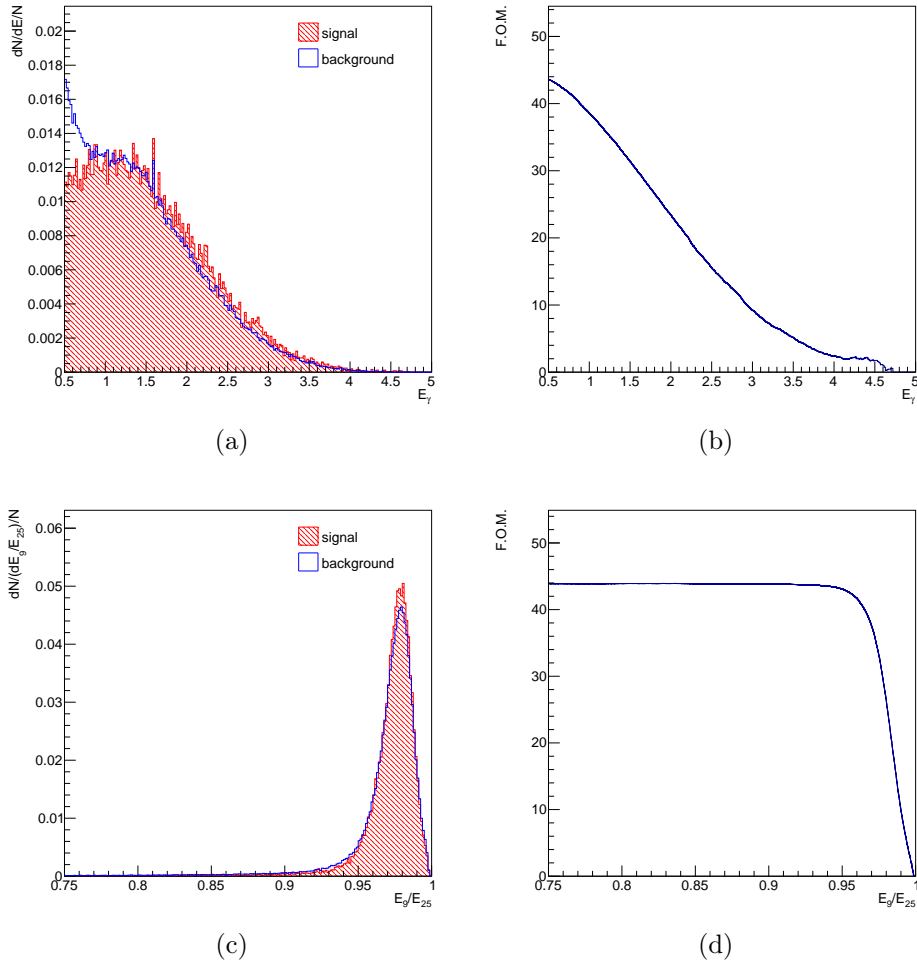 dN/dE/N
0.02
0.018
0.016
0.014
0.012
0.01
0.008
0.006
0.004
0.002
0
signal
background
0.5 1 1.5 2 2.5 3 3.5 4 4.5 5
E_γ
(a)
F.O.M.
50
40
30
20
10
0
0.5 1 1.5 2 2.5 3 3.5 4 4.5 5
E_γ
(b)
dN/(dE_9/E_25)/N
0.06
0.05
0.04
0.03
0.02
0.01
0
signal
background
0.75 0.8 0.85 0.9 0.95 1
E_9/E_25
(c)
F.O.M.
50
40
30
20
10
0
0.75 0.8 0.85 0.9 0.95 1
E_9/E_25
(d)